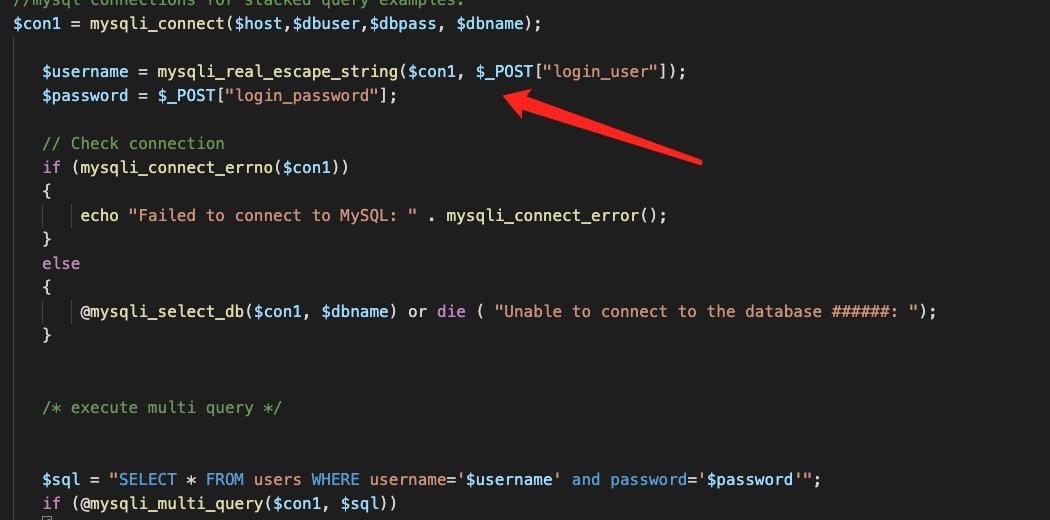 //mysql connections for stacked query examples.
$con1 = mysqli_connect($host,$dbuser,$dbpass, $dbname);
$username = mysqli_real_escape_string($con1, $_POST["login_user"]);
$password = $_POST["login_password"];
// Check connection
if (mysqli_connect_errno($con1))
{
echo "Failed to connect to MySQL: " . mysqli_connect_error();
}
else
{
@mysqli_select_db($con1, $dbname) or die ( "Unable to connect to the database ######: ");
}
/* execute multi query */
$sql = "SELECT * FROM users WHERE username='$username' and password='$password'";
if (@mysqli_multi_query($con1, $sql))